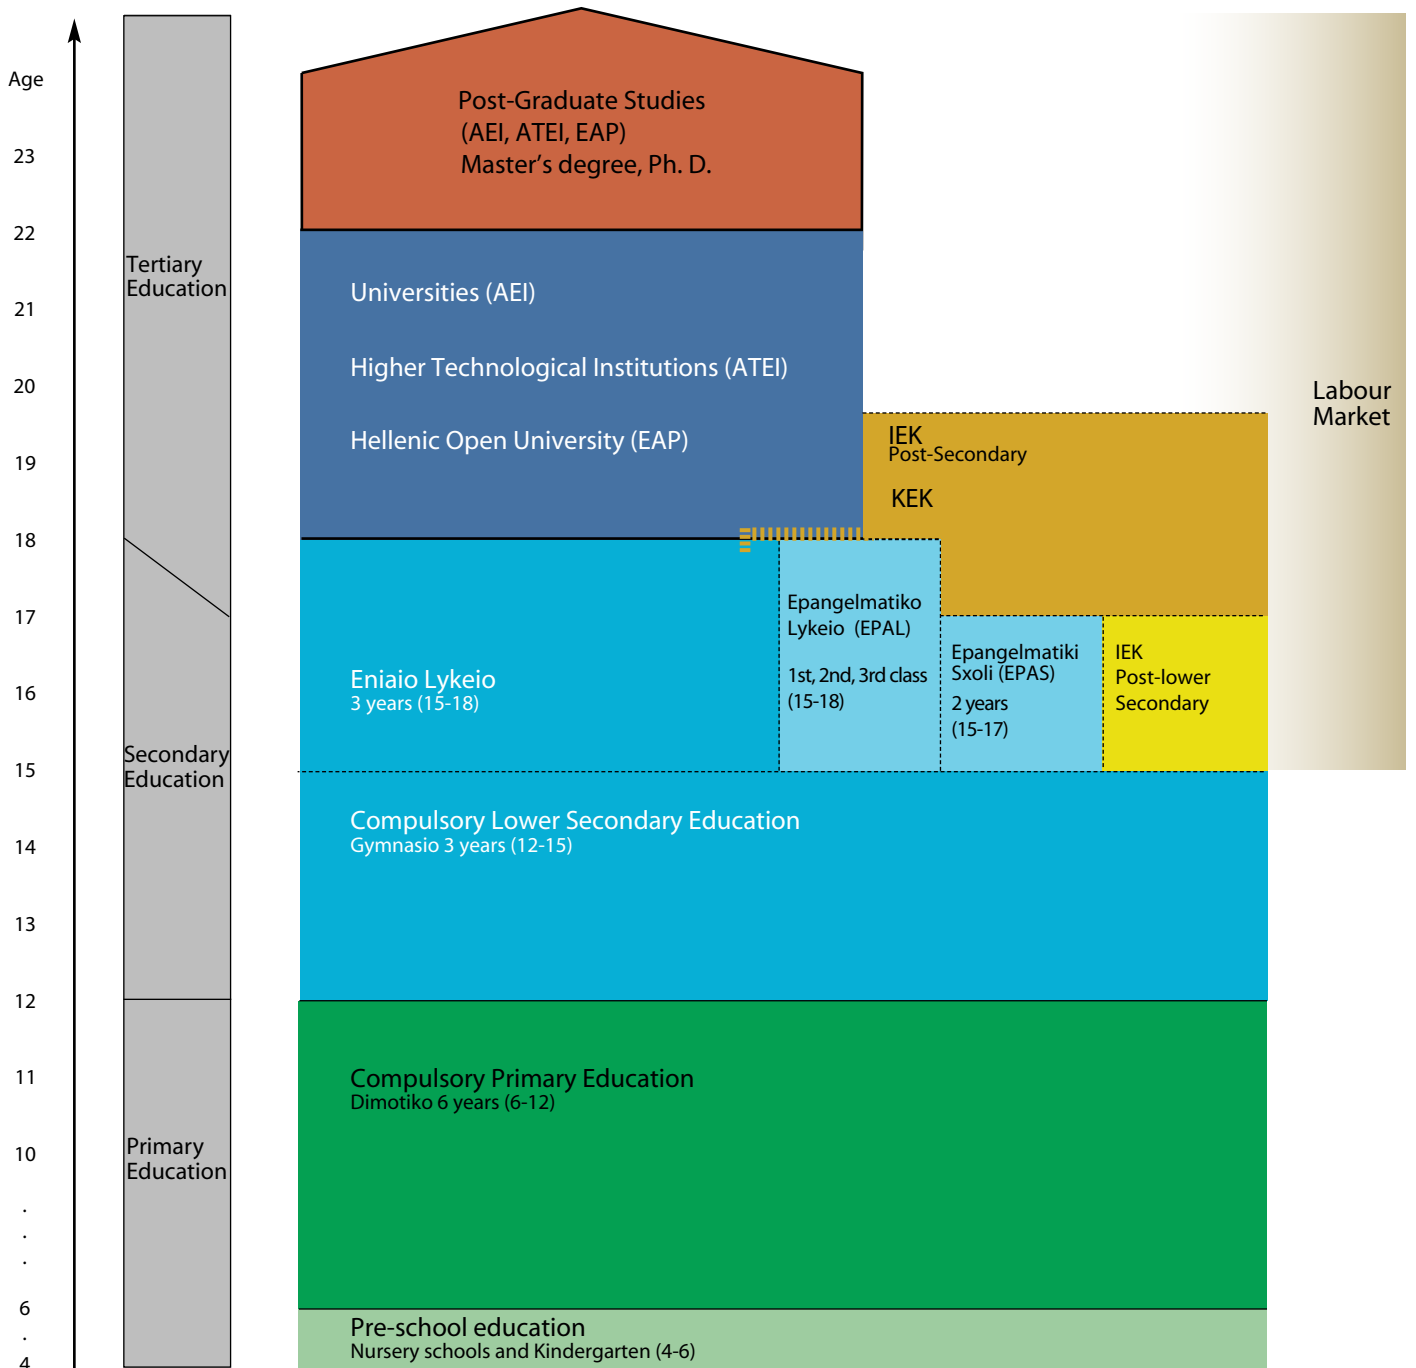 Age
23
22
21
20
19
18
17
16
15
14
13
12
11
10
.
.
.
6
.
4
Tertiary
Education
Secondary
Education
Primary
Education
Post-Graduate Studies
(AEI, ATEI, EAP)
Master's degree, Ph. D.
Universities (AEI)
Higher Technological Institutions (ATEI)
Hellenic Open University (EAP)
IEK
Post-Secondary
KEK
Labour
Market
Eniaio Lykeio
3 years (15-18)
Epangelmatiko
Lykeio (EPAL)
1st, 2nd, 3rd class
(15-18)
Epangelmatiki
Sxoli (EPAS)
2 years
(15-17)
IEK
Post-lower
Secondary
Compulsory Lower Secondary Education
Gymnasio 3 years (12-15)
Compulsory Primary Education
Dimotiko 6 years (6-12)
Pre-school education
Nursery schools and Kindergarten (4-6)